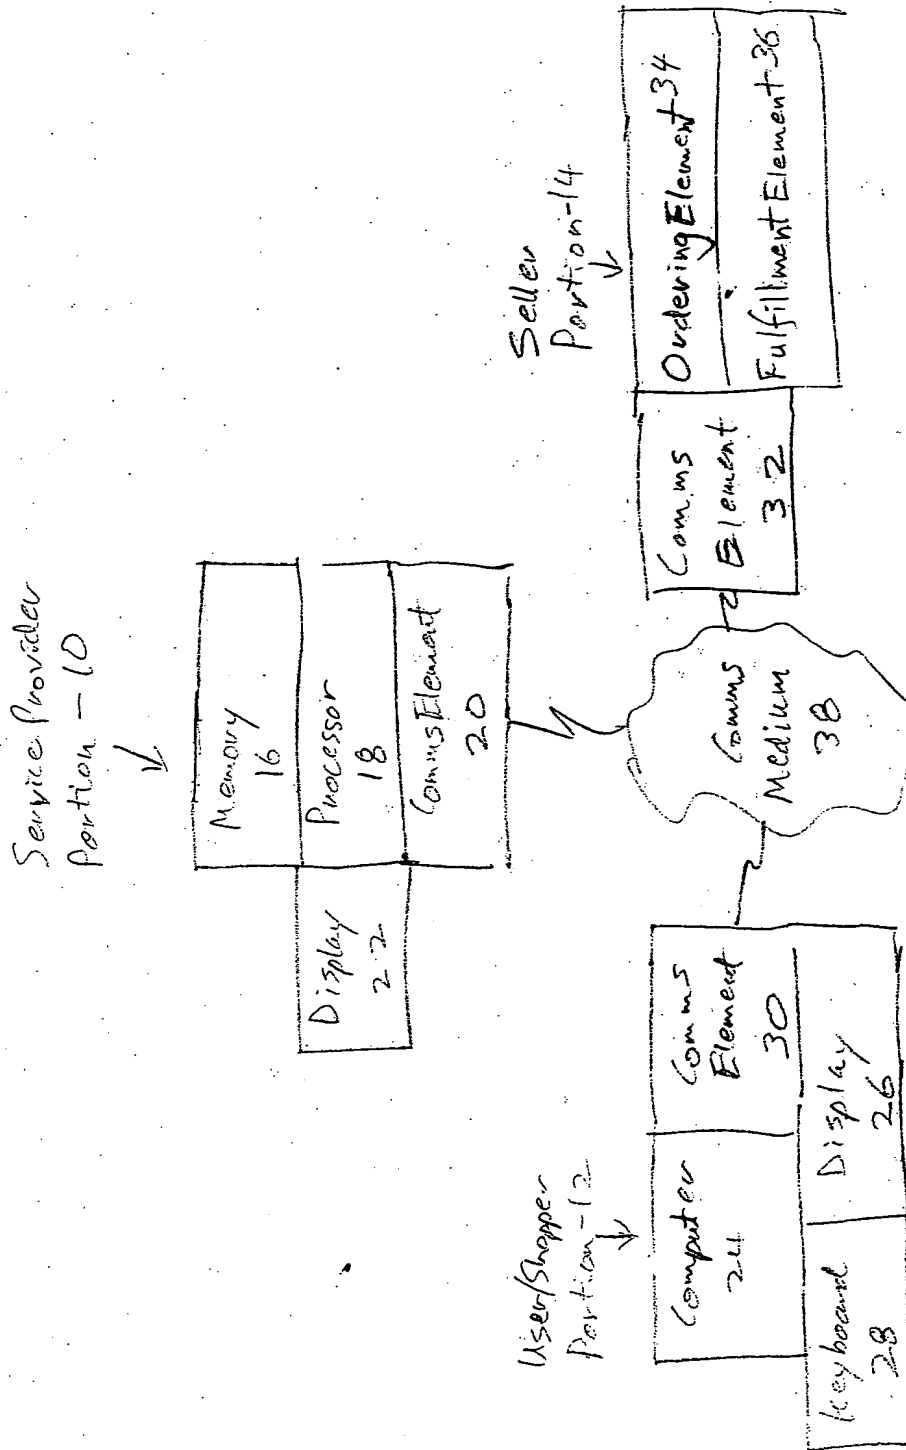 Service Provider
Portion - 10
Memory
16
Display
22
Processor
18
Comms Element
20
User/Shopper
Portion-12
Seller
Portion-14
Computer
24
Comms
Element
30
Comms
Medium
38
Comms
Element
32
Ordering Element 34
Fulfillment Element 36
Keyboard
28
Display
26